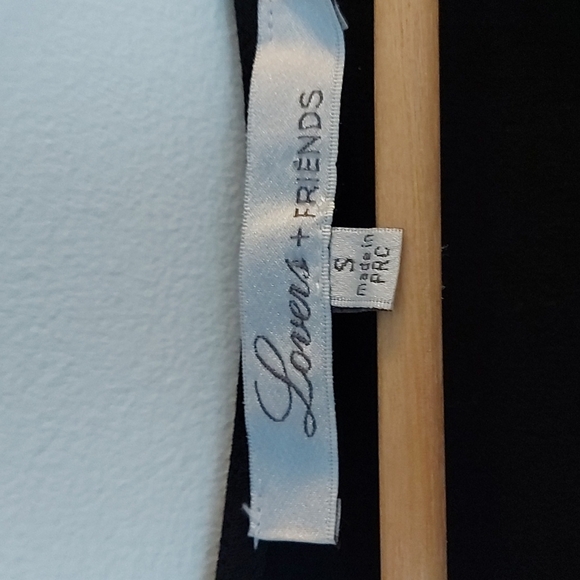 Lovers + FRIENDS
S
made in
PRC